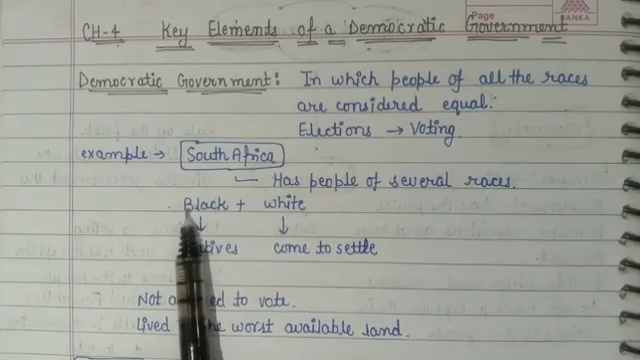 Page
LANKA
CH-4 Key Elements of a Democratic Government
Democratic Government: In which people of all the races
are considered equal.
Elections → Voting.
example → South Africa
Has people of several races.
Black + white
↓ ↓
come to settle
Not to vote.
Lived worst available land.